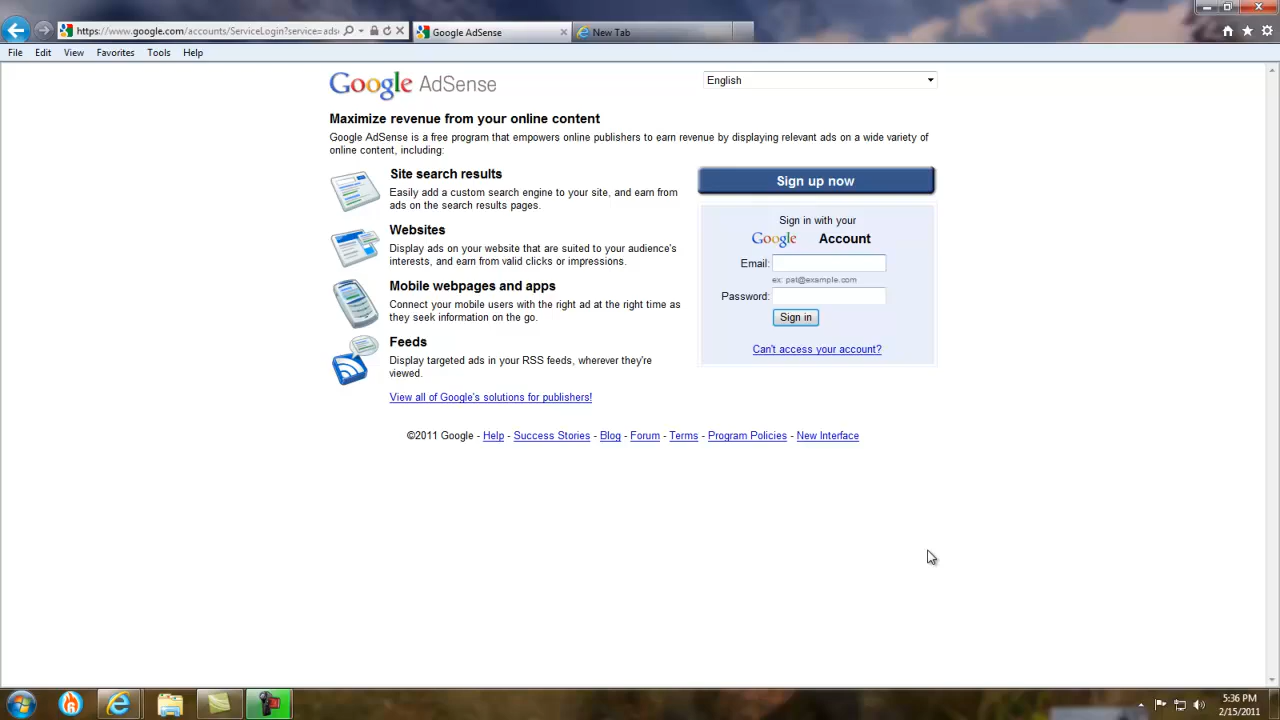 https://www.google.com/accounts/ServiceLogin?service=ads
Google AdSense
New Tab
File Edit View Favorites Tools Help
Google AdSense
English
Maximize revenue from your online content
Google AdSense is a free program that empowers online publishers to earn revenue by displaying relevant ads on a wide variety of
online content, including:
Site search results
Easily add a custom search engine to your site, and earn from
ads on the search results pages.
Websites
Display ads on your website that are suited to your audience's
interests, and earn from valid clicks or impressions.
Mobile webpages and apps
Connect your mobile users with the right ad at the right time as
they seek information on the go.
Feeds
Display targeted ads in your RSS feeds, wherever they're
viewed.
View all of Google's solutions for publishers!
Sign up now
Sign in with your
Google Account
Email:
ex: pat@example.com
Password:
Sign in
Can't access your account?
©2011 Google - Help - Success Stories - Blog - Forum - Terms - Program Policies - New Interface
5:36 PM
2/15/2011